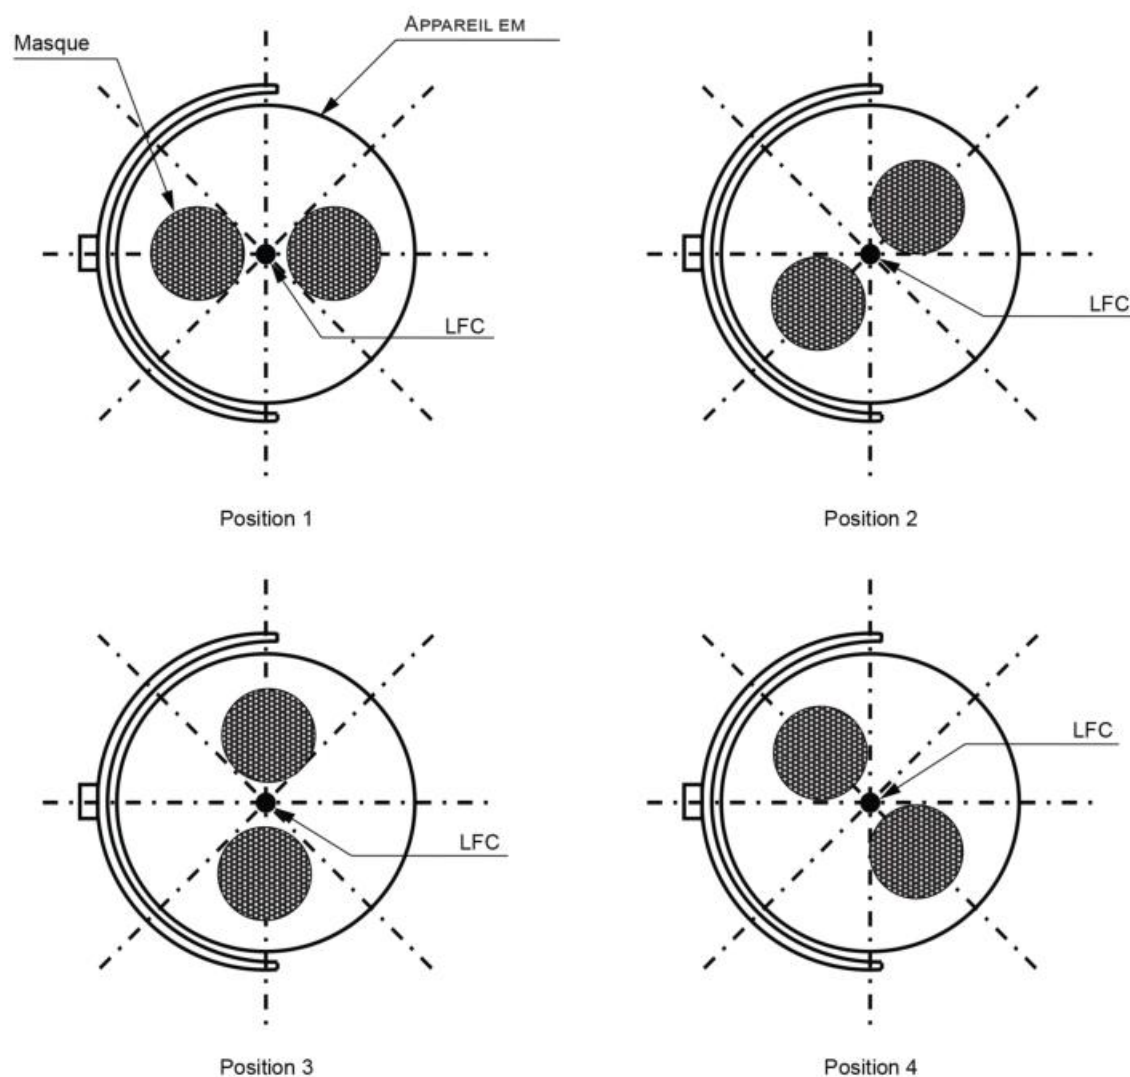 Masque
APPAREIL EM
LFC
Position 1
LFC
Position 2
LFC
Position 3
LFC
Position 4